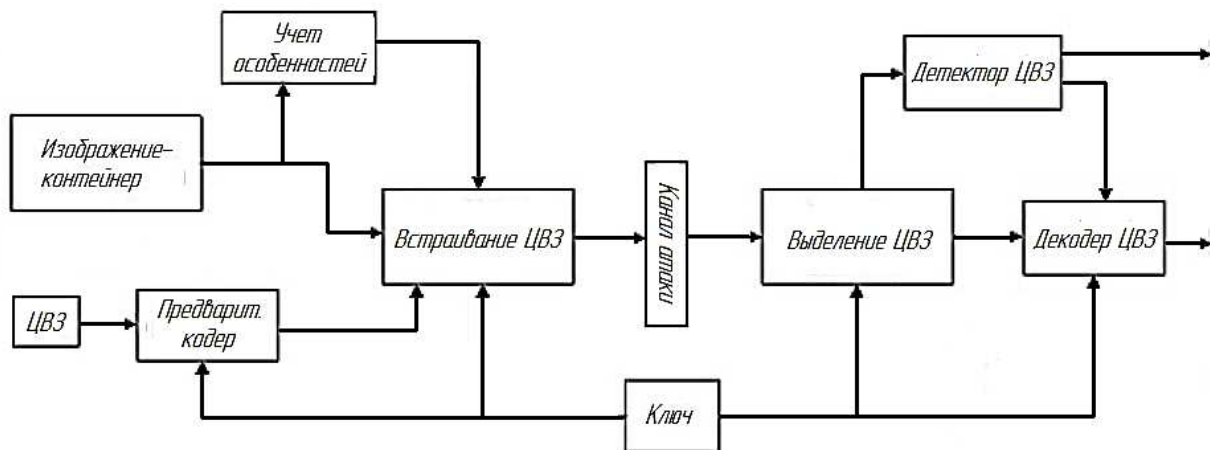 Учет
особенностей
Детектор ЦВЗ
Изображение-
контейнер
Встраивание ЦВЗ
Канал атаки
Выделение ЦВЗ
Декодер ЦВЗ
ЦВЗ
Предварит.
кодер
Ключ